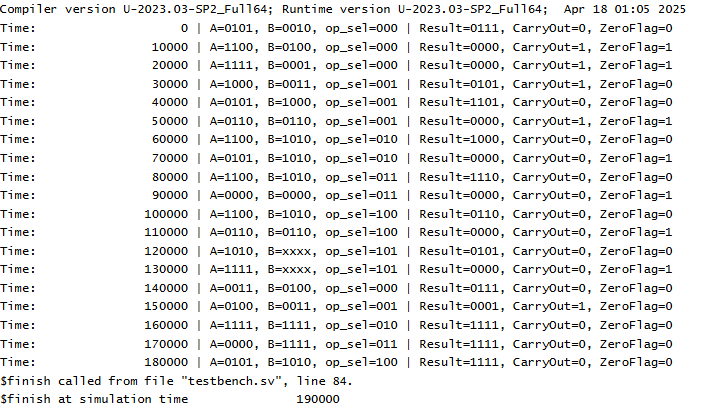 Compiler version U-2023.03-SP2_Full64; Runtime version U-2023.03-SP2_Full64;  Apr 18 01:05 2025
Time:                    0 | A=0101, B=0010, op_sel=000 | Result=0111, CarryOut=0, ZeroFlag=0
Time:                10000 | A=1100, B=0100, op_sel=000 | Result=0000, CarryOut=1, ZeroFlag=1
Time:                20000 | A=1111, B=0001, op_sel=000 | Result=0000, CarryOut=1, ZeroFlag=1
Time:                30000 | A=1000, B=0011, op_sel=001 | Result=0101, CarryOut=1, ZeroFlag=0
Time:                40000 | A=0101, B=1000, op_sel=001 | Result=1101, CarryOut=0, ZeroFlag=0
Time:                50000 | A=0110, B=0110, op_sel=001 | Result=0000, CarryOut=1, ZeroFlag=1
Time:                60000 | A=1100, B=1010, op_sel=010 | Result=1000, CarryOut=0, ZeroFlag=0
Time:                70000 | A=0101, B=1010, op_sel=010 | Result=0000, CarryOut=0, ZeroFlag=1
Time:                80000 | A=1100, B=1010, op_sel=011 | Result=1110, CarryOut=0, ZeroFlag=0
Time:                90000 | A=0000, B=0000, op_sel=011 | Result=0000, CarryOut=0, ZeroFlag=1
Time:               100000 | A=1100, B=1010, op_sel=100 | Result=0110, CarryOut=0, ZeroFlag=0
Time:               110000 | A=0110, B=0110, op_sel=100 | Result=0000, CarryOut=0, ZeroFlag=1
Time:               120000 | A=1010, B=xxxx, op_sel=101 | Result=0101, CarryOut=0, ZeroFlag=0
Time:               130000 | A=1111, B=xxxx, op_sel=101 | Result=0000, CarryOut=0, ZeroFlag=1
Time:               140000 | A=0011, B=0100, op_sel=000 | Result=0111, CarryOut=0, ZeroFlag=0
Time:               150000 | A=0100, B=0011, op_sel=001 | Result=0001, CarryOut=1, ZeroFlag=0
Time:               160000 | A=1111, B=1111, op_sel=010 | Result=1111, CarryOut=0, ZeroFlag=0
Time:               170000 | A=0000, B=1111, op_sel=011 | Result=1111, CarryOut=0, ZeroFlag=0
Time:               180000 | A=0101, B=1010, op_sel=100 | Result=1111, CarryOut=0, ZeroFlag=0
$finish called from file "testbench.sv", line 84.
$finish at simulation time               190000